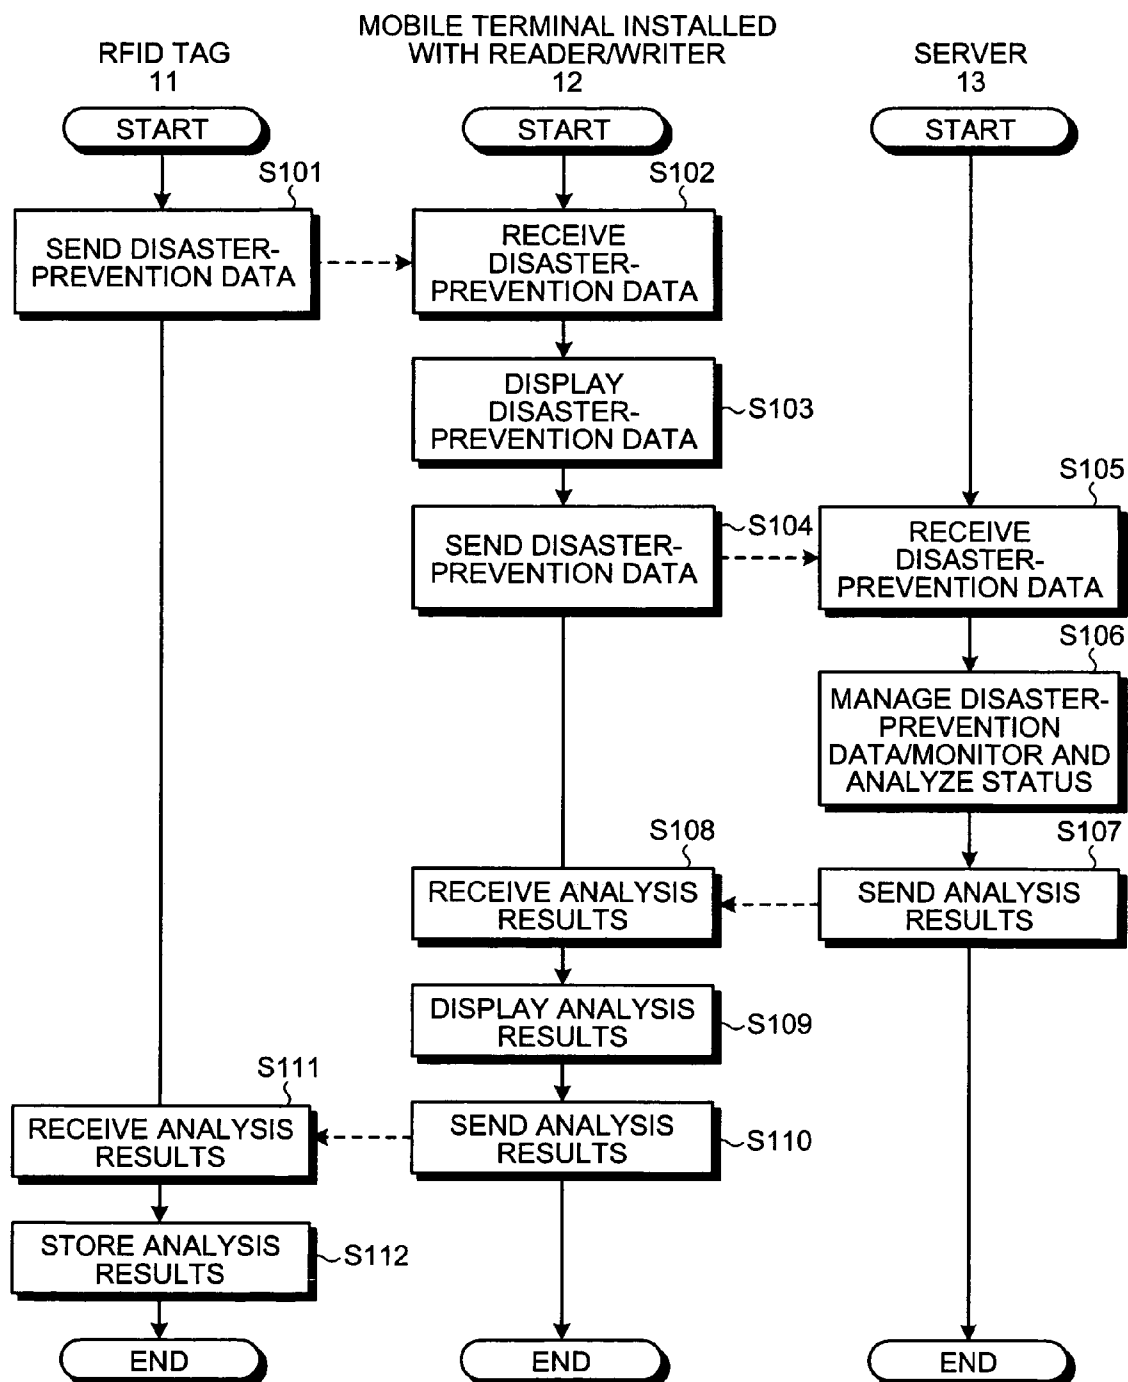 RFID TAG
11
MOBILE TERMINAL INSTALLED
WITH READER/WRITER
12
SERVER
13
START
START
START
S101
SEND DISASTER-
PREVENTION DATA
S102
RECEIVE
DISASTER-
PREVENTION DATA
DISPLAY
DISASTER-
PREVENTION DATA
S103
SEND DISASTER-
PREVENTION DATA
S104
S105
RECEIVE
DISASTER-
PREVENTION DATA
S106
MANAGE DISASTER-
PREVENTION
DATA/MONITOR AND
ANALYZE STATUS
S107
SEND ANALYSIS
RESULTS
S108
RECEIVE ANALYSIS
RESULTS
DISPLAY ANALYSIS
RESULTS
S109
SEND ANALYSIS
RESULTS
S110
S111
RECEIVE ANALYSIS
RESULTS
STORE ANALYSIS
RESULTS
S112
END
END
END